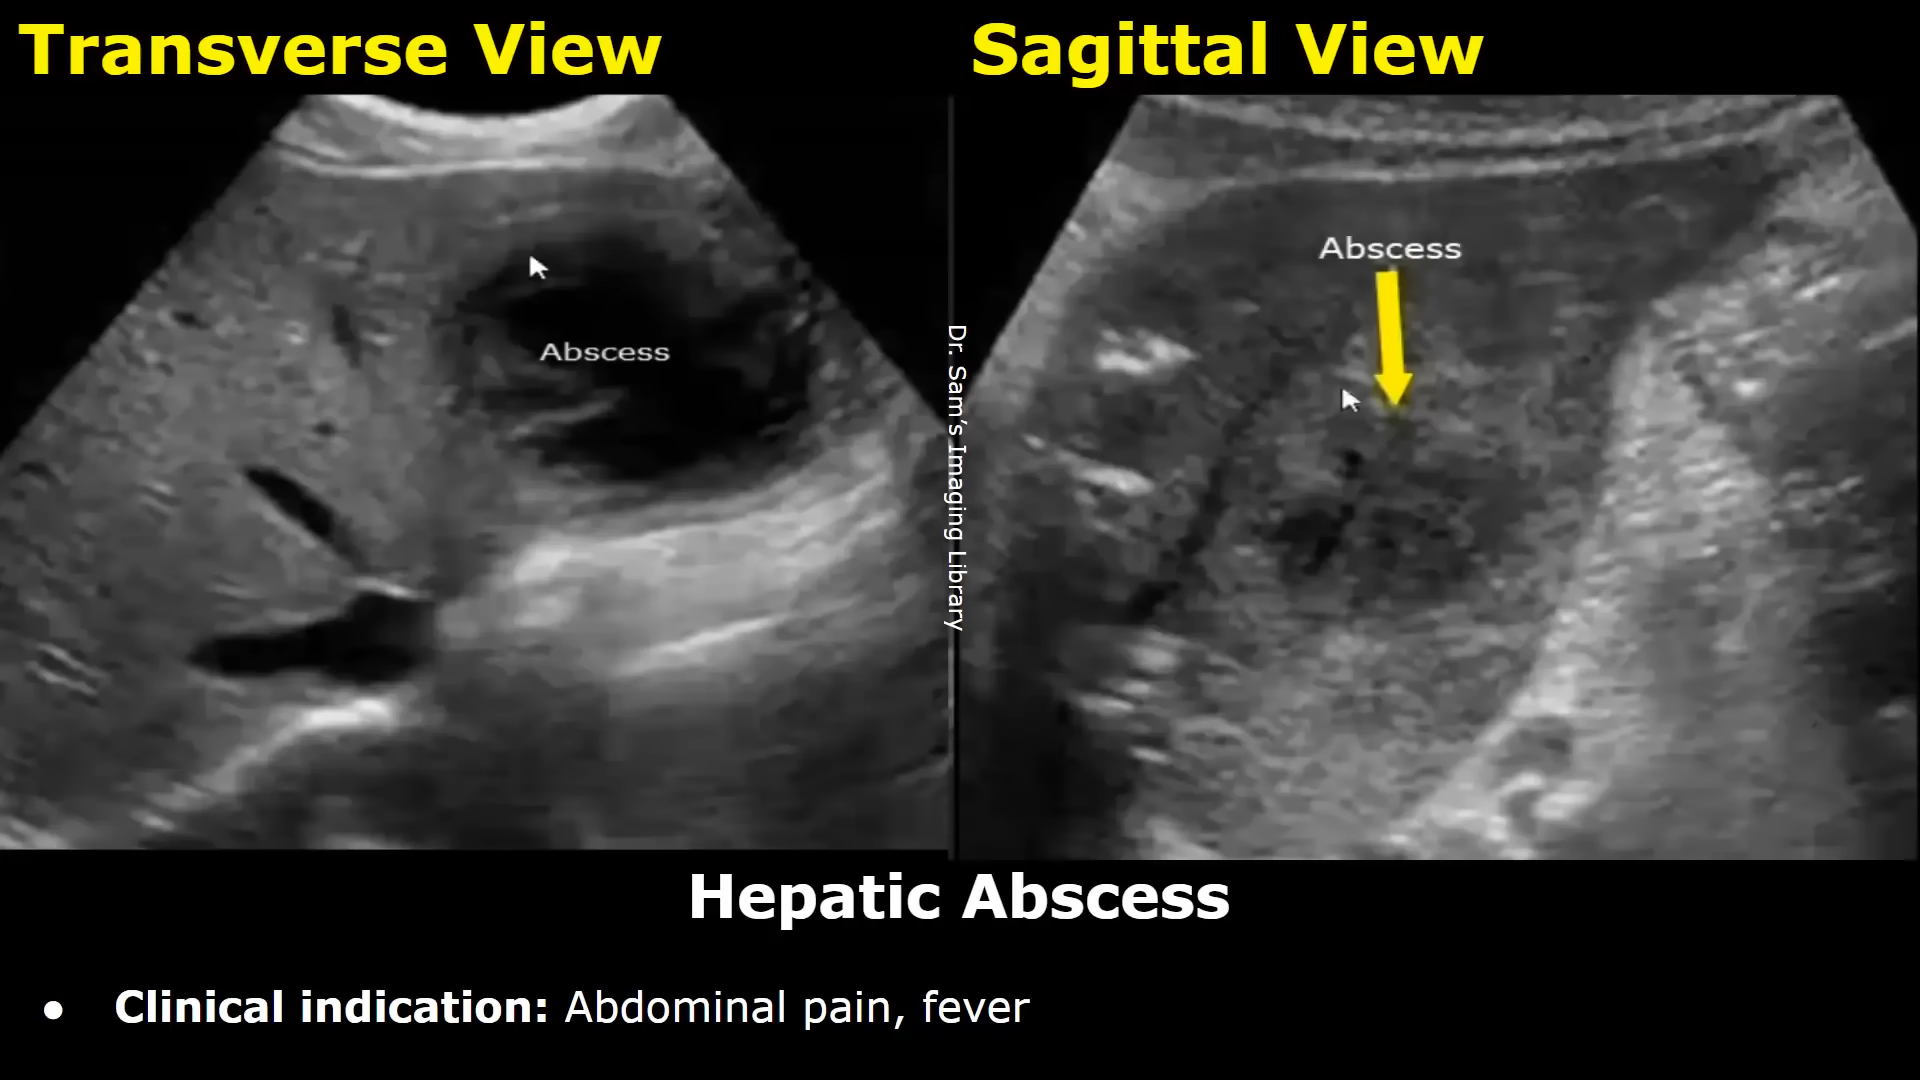 Transverse View
Sagittal View
Abscess
Abscess
Dr. Sam's Imaging Library
Hepatic Abscess
● Clinical indication: Abdominal pain, fever